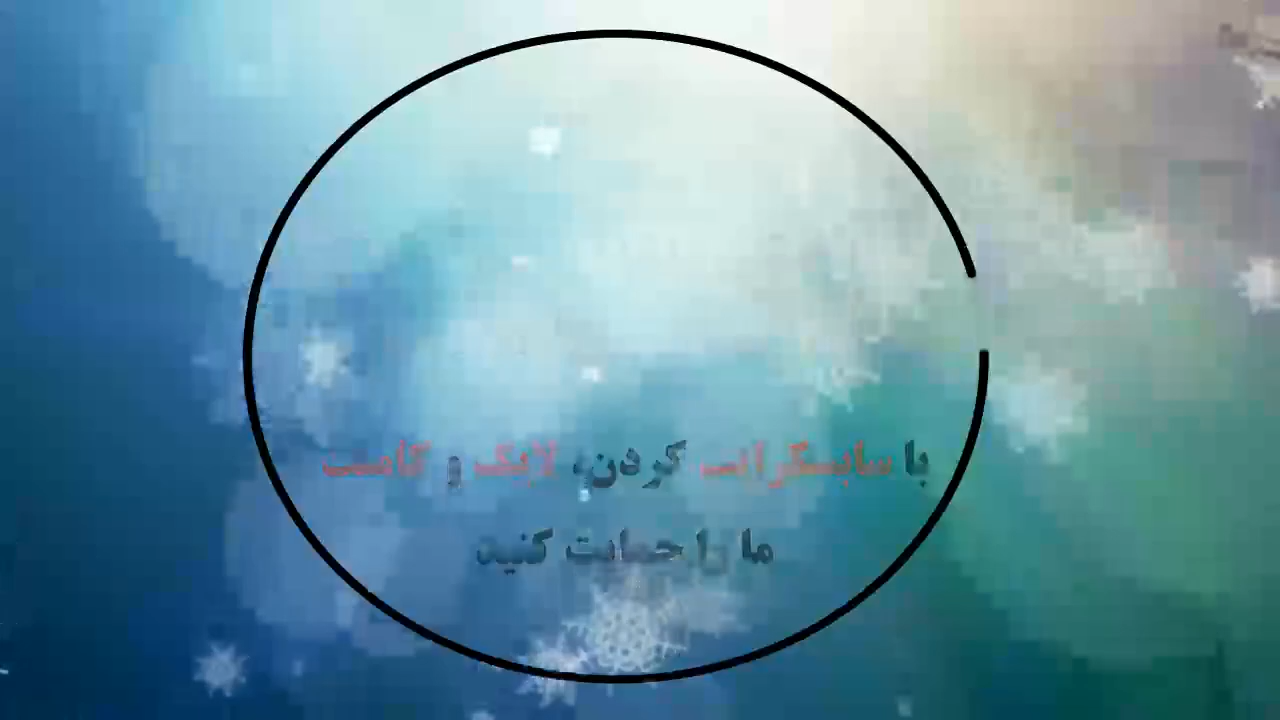 با سابسکرایب کردن، لایک و کامنت
ما را حمایت کنید